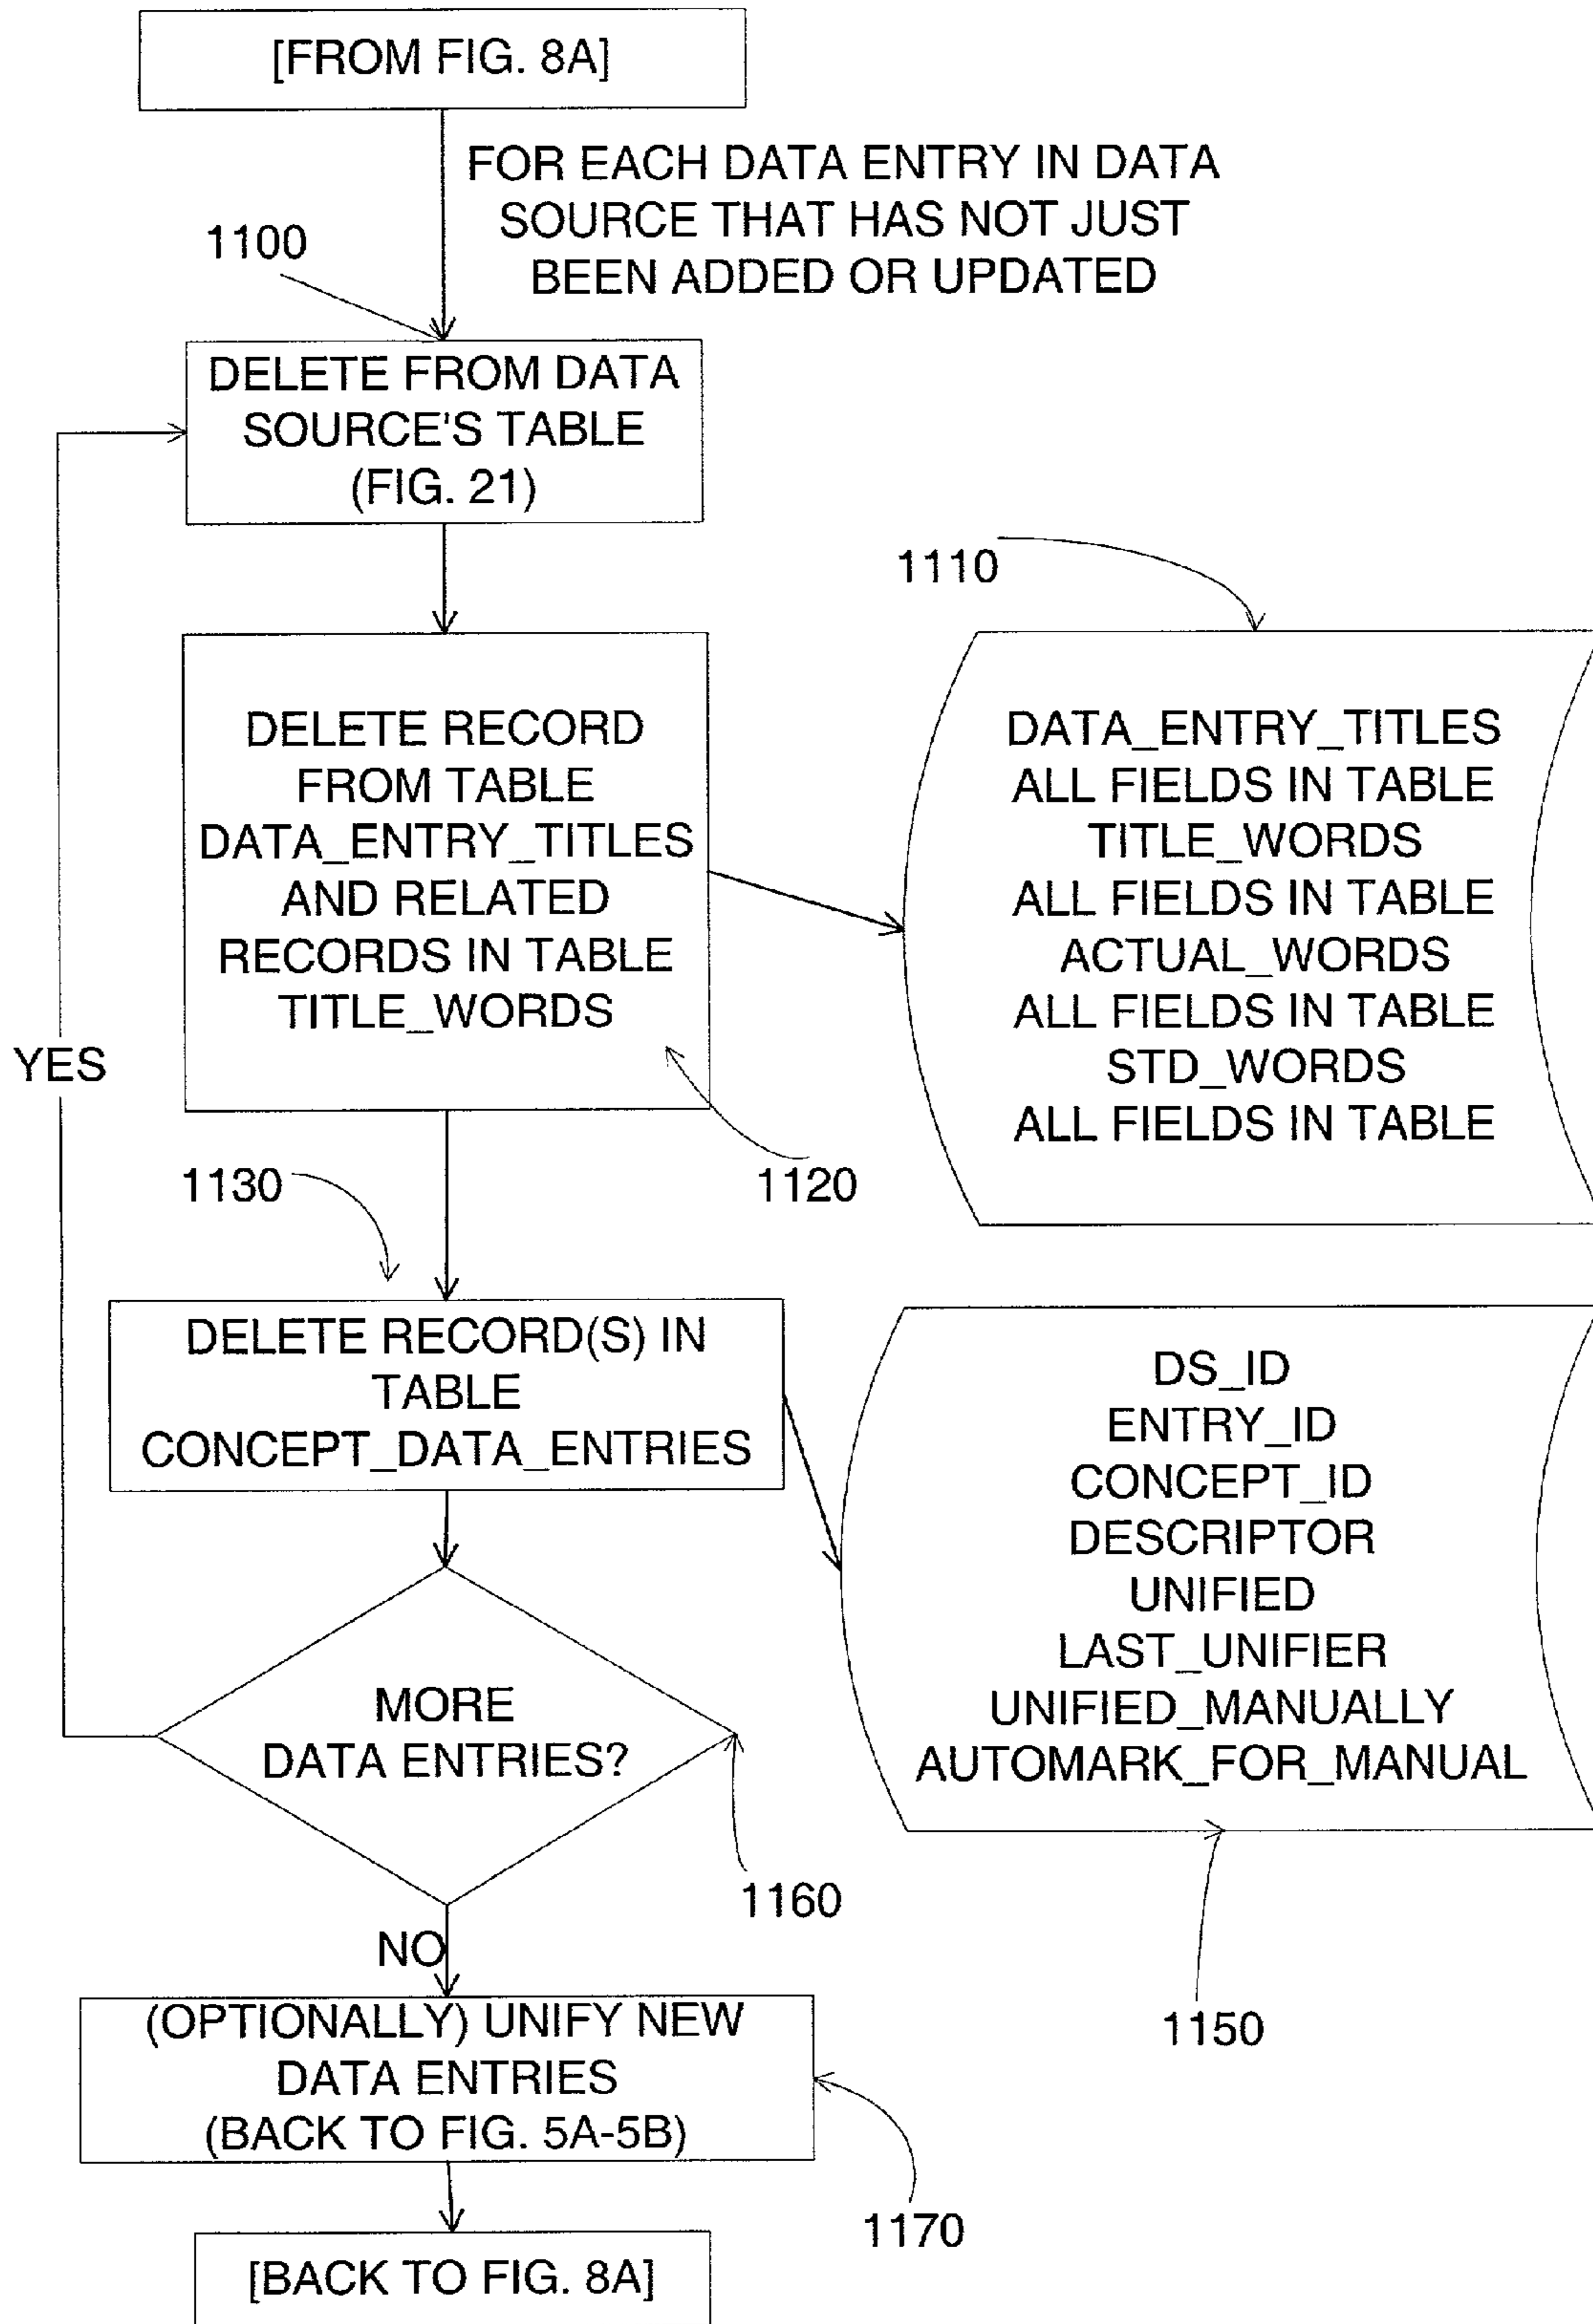 [FROM FIG. 8A]
FOR EACH DATA ENTRY IN DATA
SOURCE THAT HAS NOT JUST
BEEN ADDED OR UPDATED
1100
DELETE FROM DATA
SOURCE'S TABLE
(FIG. 21)
1110
DELETE RECORD
FROM TABLE
DATA_ENTRY_TITLES
AND RELATED
RECORDS IN TABLE
TITLE_WORDS
DATA_ENTRY_TITLES
ALL FIELDS IN TABLE
TITLE_WORDS
ALL FIELDS IN TABLE
ACTUAL_WORDS
ALL FIELDS IN TABLE
STD_WORDS
ALL FIELDS IN TABLE
YES
1130
1120
DELETE RECORD(S) IN
TABLE
CONCEPT_DATA_ENTRIES
DS_ID
ENTRY_ID
CONCEPT_ID
DESCRIPTOR
UNIFIED
LAST_UNIFIER
UNIFIED_MANUALLY
AUTOMARK_FOR_MANUAL
MORE
DATA ENTRIES?
1160
NO
1150
(OPTIONALLY) UNIFY NEW
DATA ENTRIES
(BACK TO FIG. 5A-5B)
1170
[BACK TO FIG. 8A]